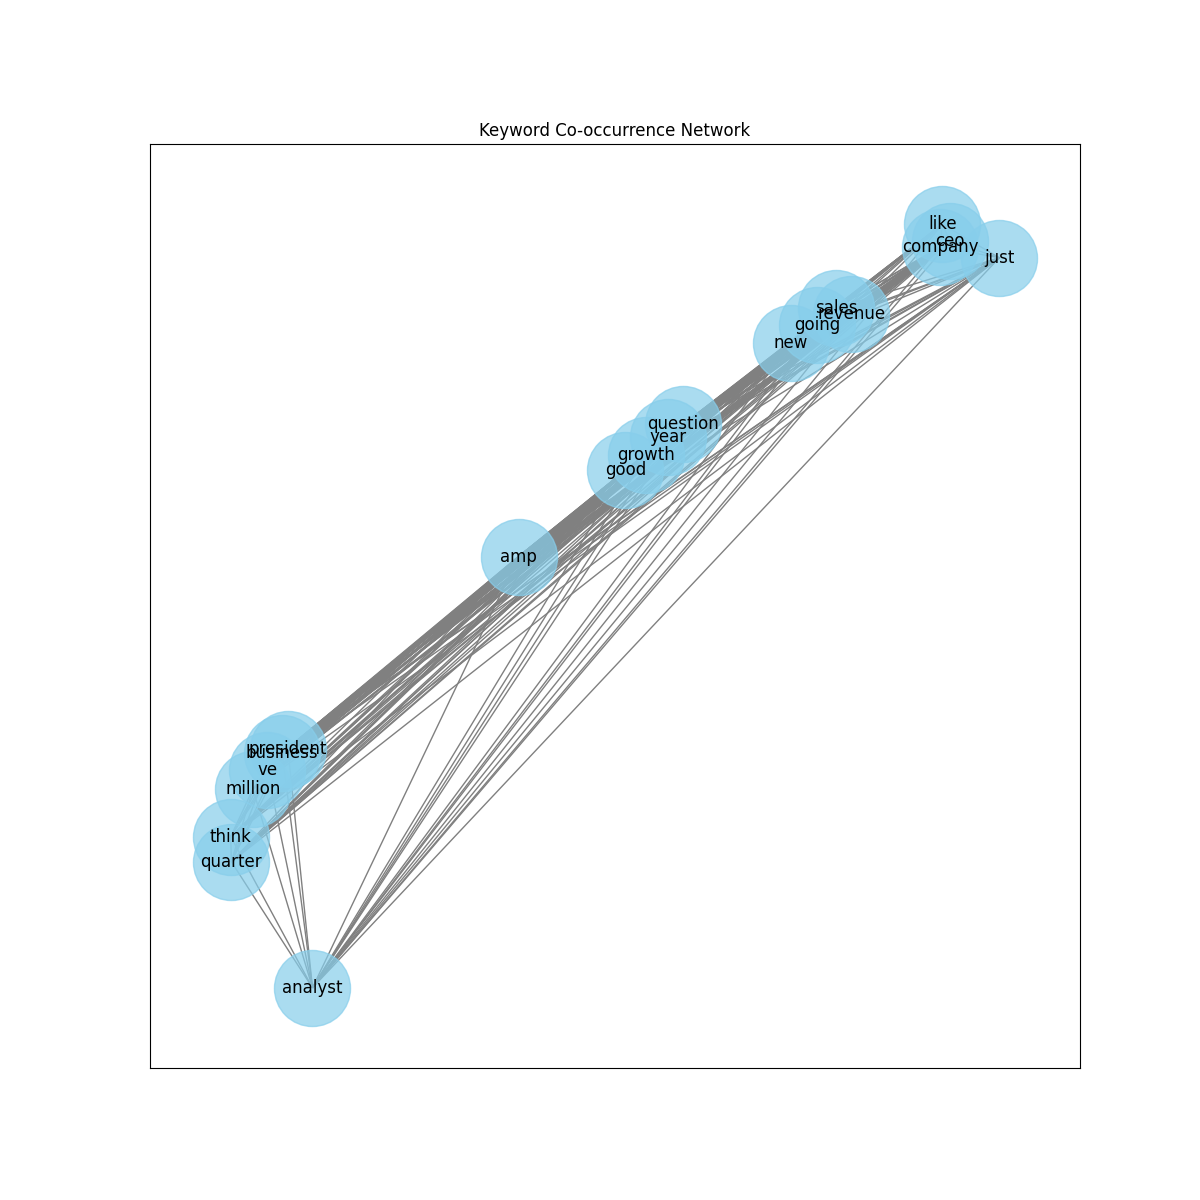 Keyword Co-occurrence Network
like
ceo
company
just
sales
revenue
going
new
question
year
growth
good
amp
president
business
ve
million
think
quarter
analyst